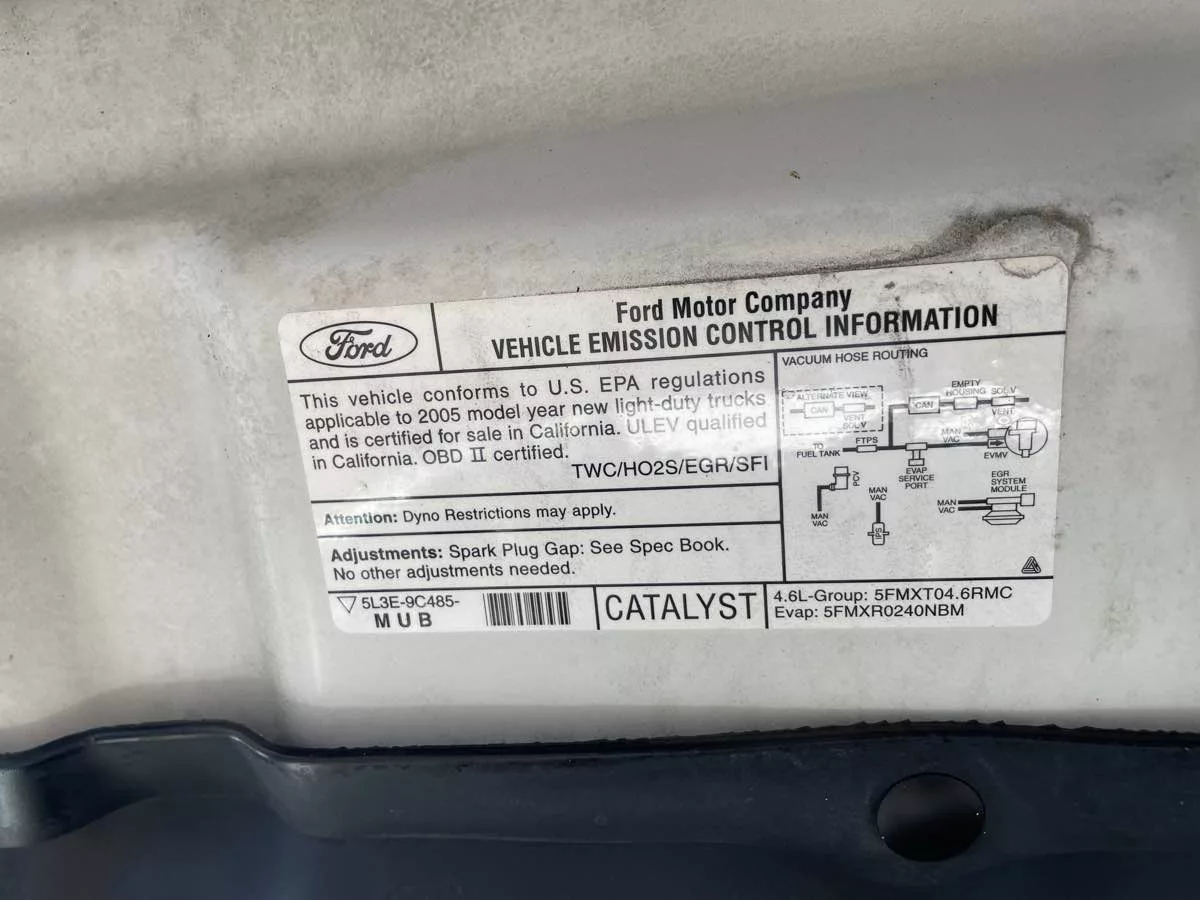 Ford
Ford Motor Company
VEHICLE EMISSION CONTROL INFORMATION
This vehicle conforms to U.S. EPA regulations
applicable to 2005 model year new light-duty trucks
and is certified for sale in California. ULEV qualified
in California. OBD II certified.
TWC/HO2S/EGR/SFI
Attention: Dyno Restrictions may apply.
Adjustments: Spark Plug Gap: See Spec Book.
No other adjustments needed.
VACUUM HOSE ROUTING
ALTERNATE VIEW
CAN
VENT
SOLV
EMPTY
HOUSING SOLV
CAN
VENT
TO
FUEL TANK
FTPS
MAN
VAC
EVMV
EVAP
SERVICE
PORT
PCV
MAN
VAC
MAN
VAC
EGR
SYSTEM
MODULE
MAN
VAC
5L3E-9C485-
MUB
CATALYST
4.6L-Group: 5FMXT04.6RMC
Evap: 5FMXR0240NBM